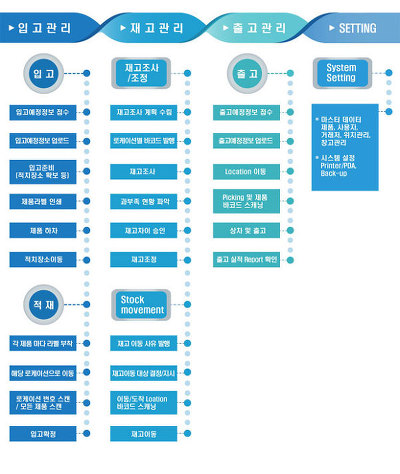 입고관리
재고관리
출고관리
SETTING
입고
입고예정정보 접수
입고예정정보 업로드
입고준비
(적치장소 확보 등)
제품라벨 인쇄
제품 하차
적치장소이동
적재
각 제품 마다 라벨 부착
해당 로케이션으로 이동
로케이션 번호 스캔
/ 모든 제품 스캔
입고확정
재고조사
/조정
재고조사 계획 수립
로케이션별 바코드 발행
재고조사
과부족 현황 파악
재고차이 승인
재고조정
Stock
movement
재고 이동 사유 발행
재고이동 대상 결정/지시
이동/도착 Loation
바코드 스캐닝
재고이동
출고
출고예정정보 접수
출고예정정보 업로드
Location 이동
Picking 및 제품
바코드 스캐닝
상차 및 출고
출고 실적 Report 확인
System
Setting
* 마스터 데이터
제품, 사용자,
거래처, 위치관리,
창고관리
* 시스템 설정
Printer/PDA,
Back-up